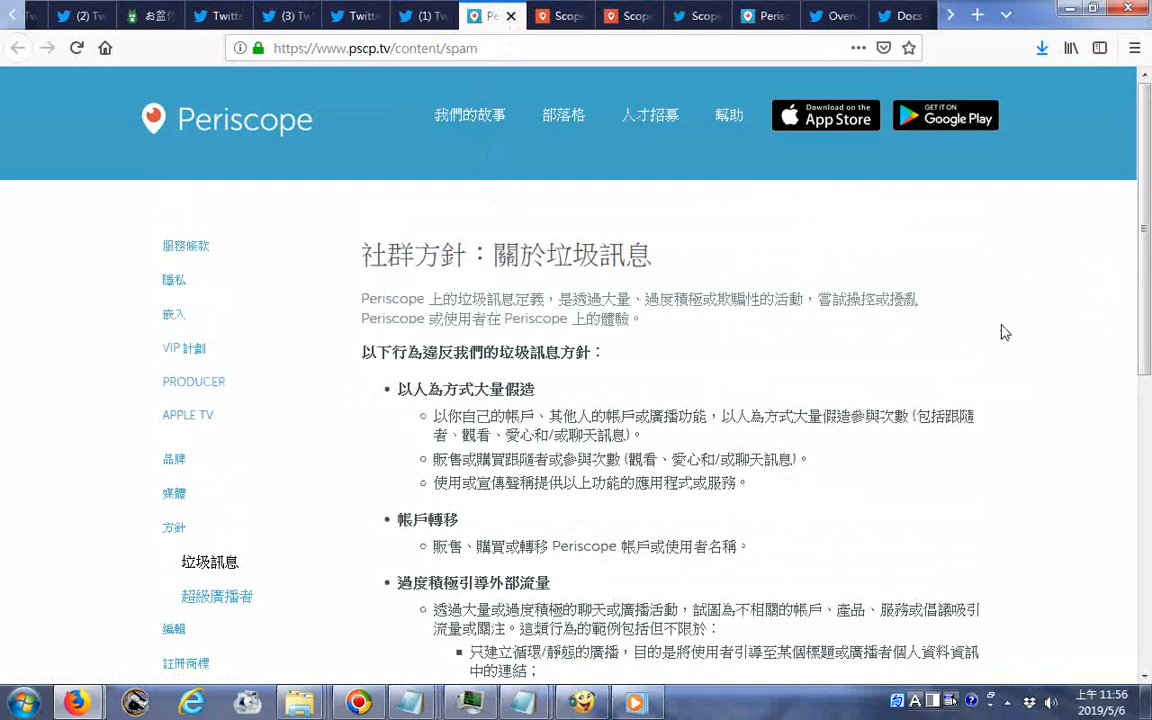 (2) Tw
お盆休
Twitte
(3) Tw
Twitte
(1) Tw
Pe
Scope
Scope
Scope
Perisc
Over
Docs
https://www.pscp.tv/content/spam
Periscope
我們的故事
部落格
人才招募
幫助
Download on the
App Store
GET IT ON
Google Play
服務條款
隱私
嵌入
VIP 計劃
PRODUCER
APPLE TV
品牌
媒體
方針
垃圾訊息
超級廣播者
編輯
註冊商標
社群方針：關於垃圾訊息
Periscope 上的垃圾訊息定義，是透過大量、過度積極或欺騙性的活動，嘗試操控或擾亂
Periscope 或使用者在 Periscope 上的體驗。
以下行為違反我們的垃圾訊息方針：
以人為方式大量假造
以你自己的帳戶、其他人的帳戶或廣播功能，以人為方式大量假造參與次數 (包括跟隨
者、觀看、愛心和/或聊天訊息)。
販售或購買跟隨者或參與次數 (觀看、愛心和/或聊天訊息)。
使用或宣傳聲稱提供以上功能的應用程式或服務。
帳戶轉移
販售、購買或轉移 Periscope 帳戶或使用者名稱。
過度積極引導外部流量
透過大量或過度積極的聊天或廣播活動，試圖為不相關的帳戶、產品、服務或倡議吸引
流量或關注。這類行為的範例包括但不限於：
只建立循環/靜態的廣播，目的是將使用者引導至某個標題或廣播者個人資料資訊
中的連結；
上午 11:56
2019/5/6